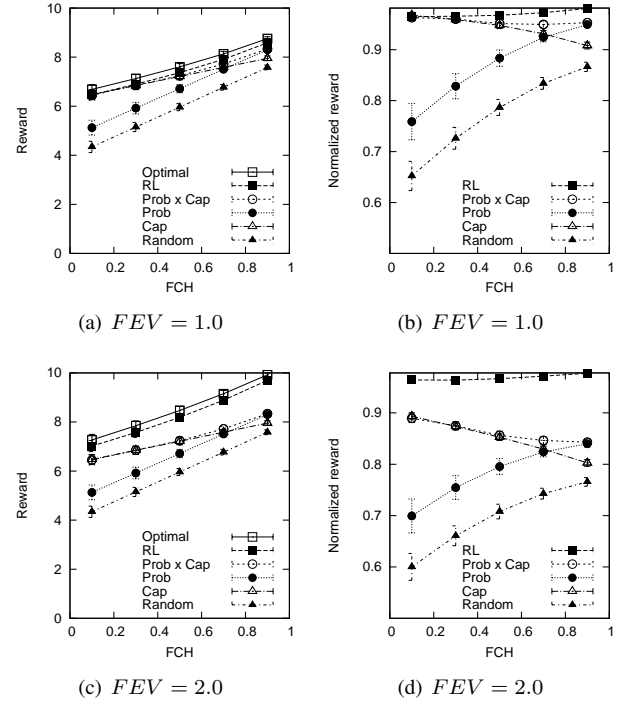 10
8
6
4
2
0
Reward
Optimal
RL
Prob x Cap
Prob
Cap
Random
0 0.2 0.4 0.6 0.8 1
FCH
(a) FEV = 1.0
0.9
0.8
0.7
0.6
Normalized reward
RL
Prob x Cap
Prob
Cap
Random
0 0.2 0.4 0.6 0.8 1
FCH
(b) FEV = 1.0
10
8
6
4
2
0
Reward
Optimal
RL
Prob x Cap
Prob
Cap
Random
0 0.2 0.4 0.6 0.8 1
FCH
(c) FEV = 2.0
0.9
0.8
0.7
0.6
Normalized reward
RL
Prob x Cap
Prob
Cap
Random
0 0.2 0.4 0.6 0.8 1
FCH
(d) FEV = 2.0